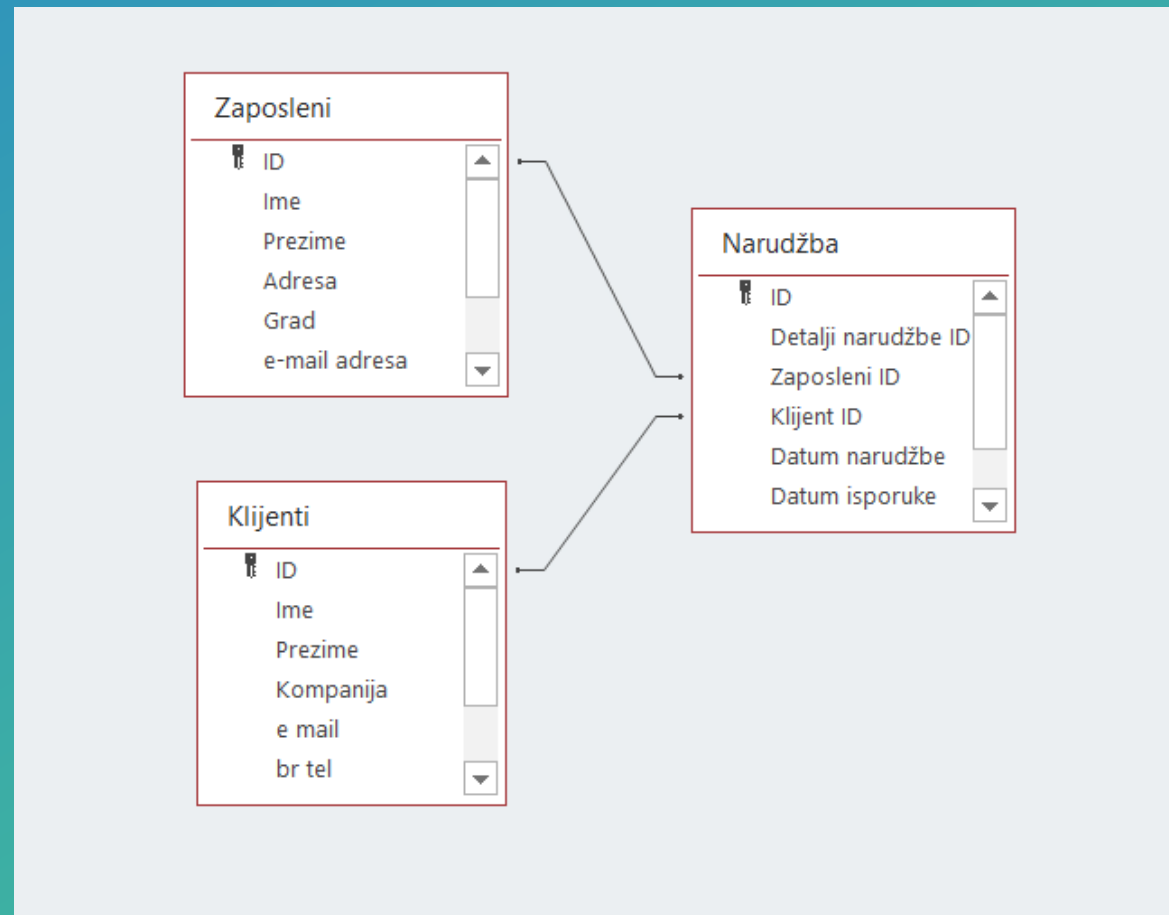 Zaposleni
ID
Ime
Prezime
Adresa
Grad
e-mail adresa
Narudžba
ID
Detalji narudžbe ID
Zaposleni ID
Klijent ID
Datum narudžbe
Datum isporuke
Klijenti
ID
Ime
Prezime
Kompanija
e mail
br tel